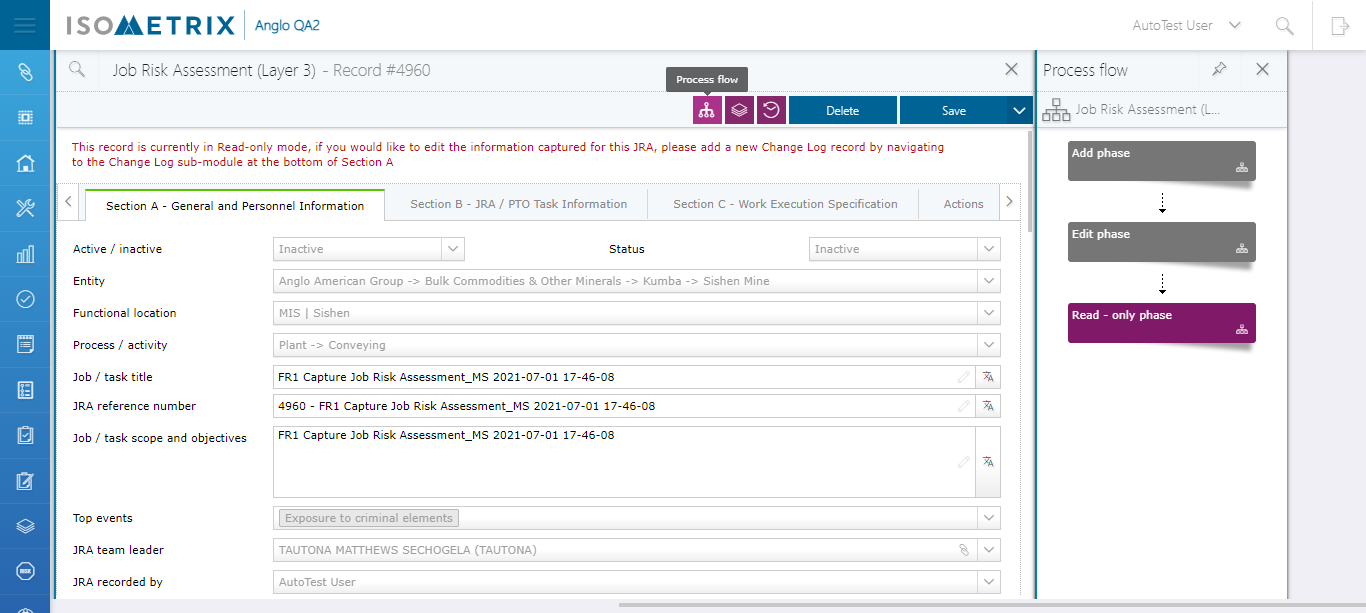 ISOMETRIX
Anglo QA2
AutoTest User
Job Risk Assessment (Layer 3) - Record #4960
Process flow
Process flow
Delete
Save
Job Risk Assessment (L...
This record is currently in Read-only mode, if you would like to edit the information captured for this JRA, please add a new Change Log record by navigating
to the Change Log sub-module at the bottom of Section A
Section A - General and Personnel Information
Section B - JRA / PTO Task Information
Section C - Work Execution Specification
Actions
Active / inactive
Inactive
Status
Inactive
Entity
Anglo American Group -> Bulk Commodities & Other Minerals -> Kumba -> Sishen Mine
Functional location
MIS | Sishen
Process / activity
Plant -> Conveying
Job / task title
FR1 Capture Job Risk Assessment_MS 2021-07-01 17-46-08
JRA reference number
4960 - FR1 Capture Job Risk Assessment_MS 2021-07-01 17-46-08
Job / task scope and objectives
FR1 Capture Job Risk Assessment_MS 2021-07-01 17-46-08
Top events
Exposure to criminal elements
JRA team leader
TAUTONA MATTHEWS SECHOGELA (TAUTONA)
JRA recorded by
AutoTest User
Add phase
Edit phase
Read - only phase
RISK